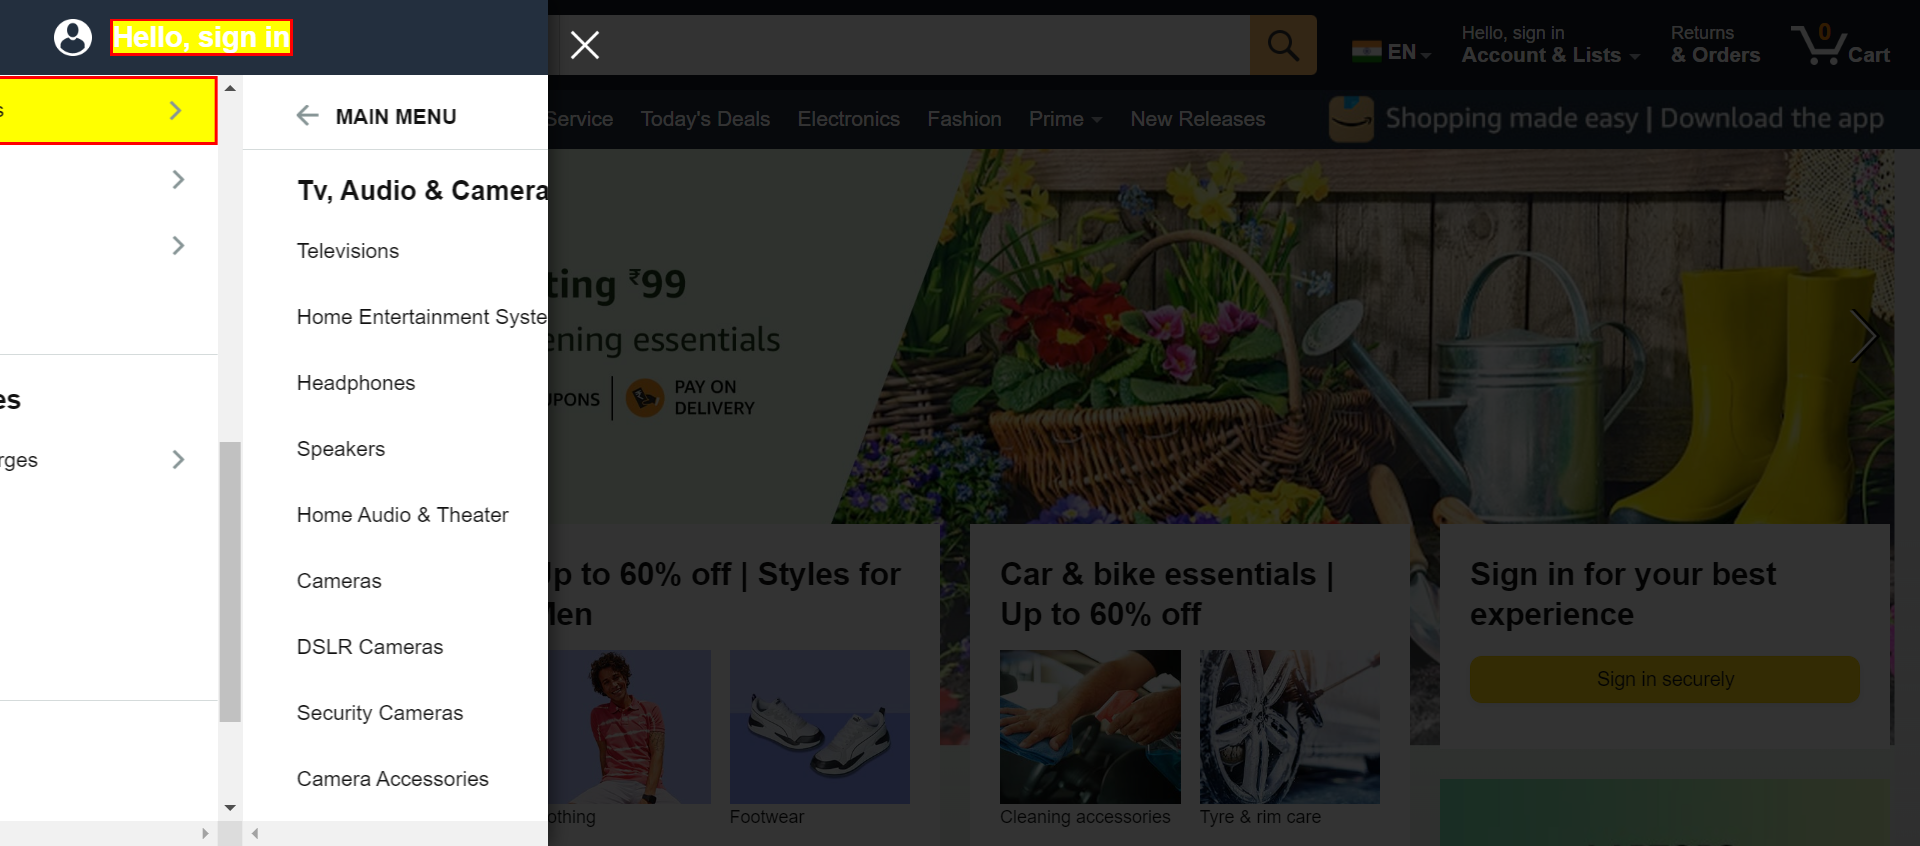 Hello, sign in
EN
Hello, sign in
Account & Lists
Returns
& Orders
0
Cart
Service
Today's Deals
Electronics
Fashion
Prime
New Releases
Shopping made easy | Download the app
s
MAIN MENU
Tv, Audio & Camera
Televisions
Home Entertainment Syste
Headphones
Speakers
Home Audio & Theater
Cameras
DSLR Cameras
Security Cameras
Camera Accessories
es
rges
ting ₹99
ening essentials
UPONS
PAY ON
DELIVERY
Up to 60% off | Styles for
Men
othing
Footwear
Car & bike essentials |
Up to 60% off
Cleaning accessories
Tyre & rim care
Sign in for your best
experience
Sign in securely